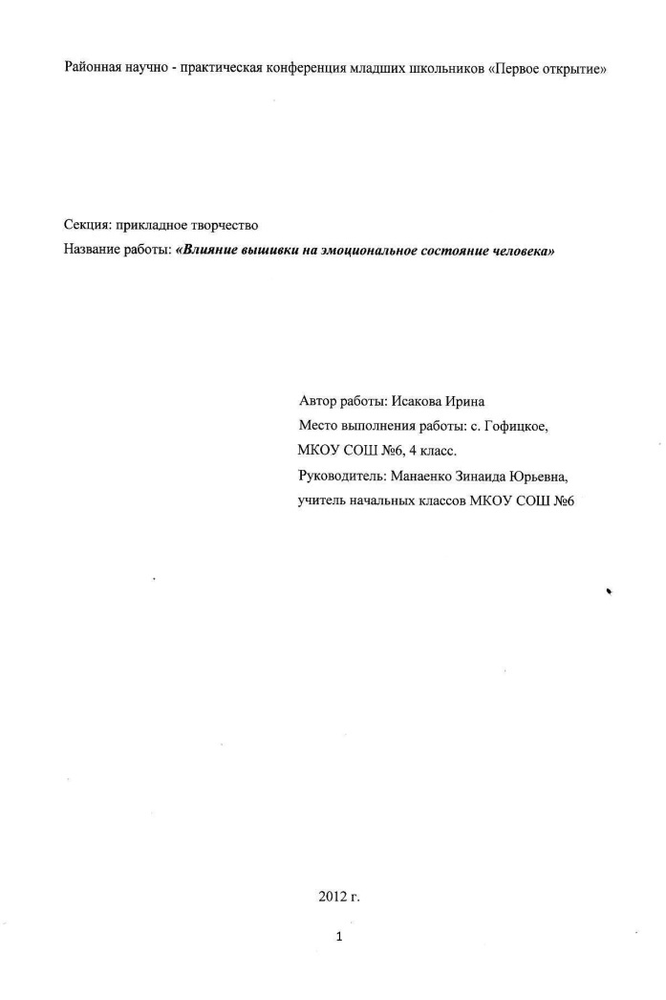 Районная научно - практическая конференция младших школьников «Первое открытие»
Секция: прикладное творчество
Название работы: «Влияние вышивки на эмоциональное состояние человека»
Автор работы: Исакова Ирина
Место выполнения работы: с. Гофицкое,
МКОУ СОШ №6, 4 класс.
Руководитель: Манаенко Зинаида Юрьевна,
учитель начальных классов МКОУ СОШ №6
2012 г.
1